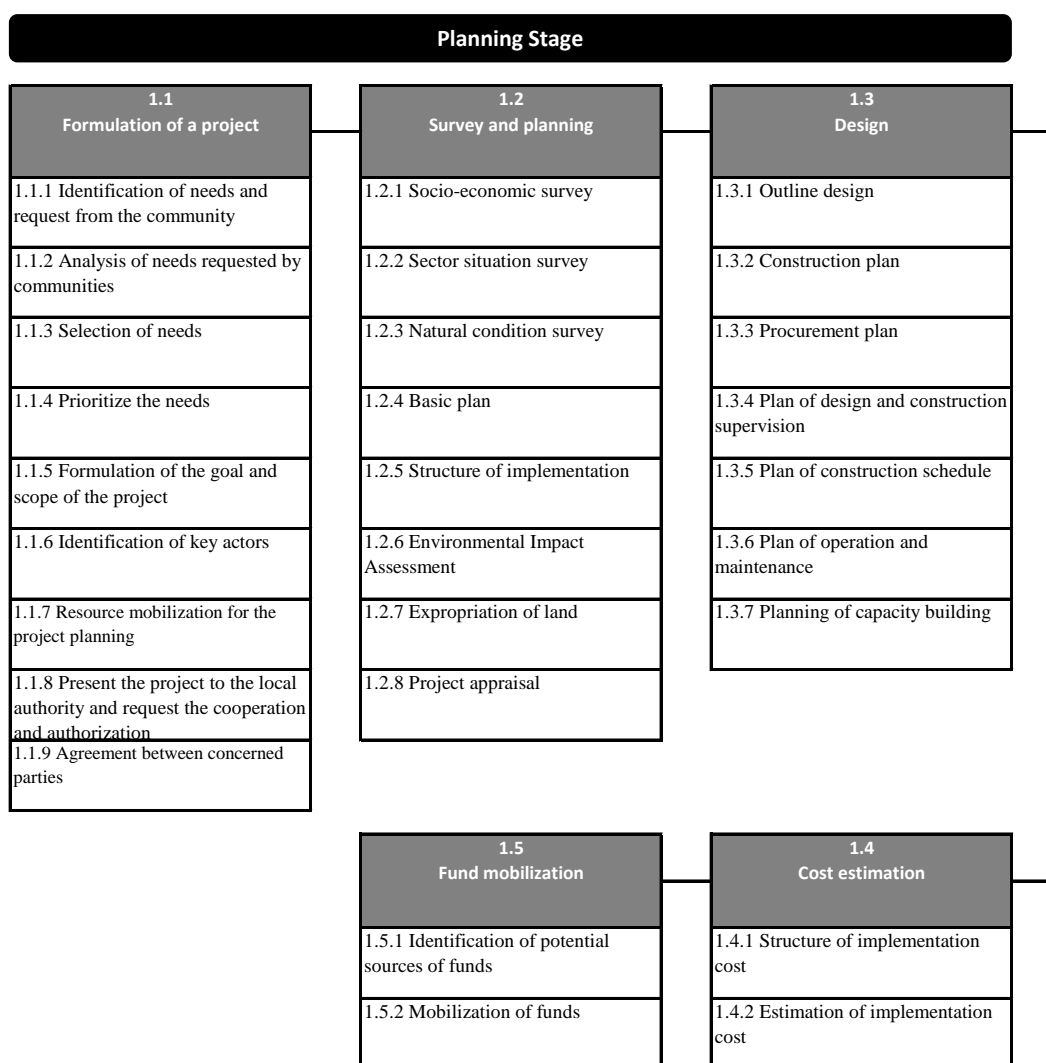 Planning Stage
1.1
Formulation of a project
1.1.1 Identification of needs and
request from the community
1.1.2 Analysis of needs requested by
communities
1.1.3 Selection of needs
1.1.4 Prioritize the needs
1.1.5 Formulation of the goal and
scope of the project
1.1.6 Identification of key actors
1.1.7 Resource mobilization for the
project planning
1.1.8 Present the project to the local
authority and request the cooperation
and authorization
1.1.9 Agreement between concerned
parties
1.2
Survey and planning
1.2.1 Socio-economic survey
1.2.2 Sector situation survey
1.2.3 Natural condition survey
1.2.4 Basic plan
1.2.5 Structure of implementation
1.2.6 Environmental Impact
Assessment
1.2.7 Expropriation of land
1.2.8 Project appraisal
1.3
Design
1.3.1 Outline design
1.3.2 Construction plan
1.3.3 Procurement plan
1.3.4 Plan of design and construction
supervision
1.3.5 Plan of construction schedule
1.3.6 Plan of operation and
maintenance
1.3.7 Planning of capacity building
1.5
Fund mobilization
1.5.1 Identification of potential
sources of funds
1.5.2 Mobilization of funds
1.4
Cost estimation
1.4.1 Structure of implementation
cost
1.4.2 Estimation of implementation
cost